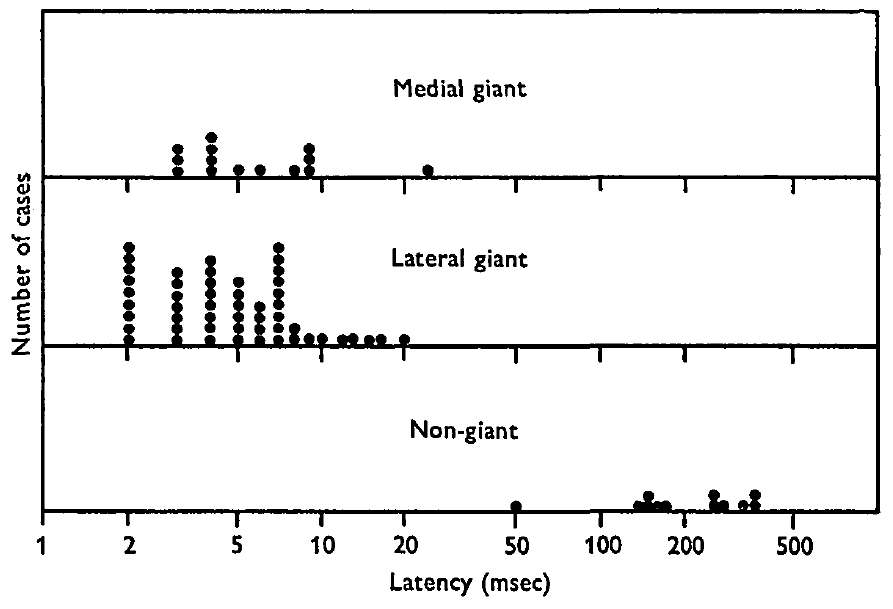 Medial giant
Number of cases
Lateral giant
Non-giant
1 2 5 10 20 50 100 200 500
Latency (msec)